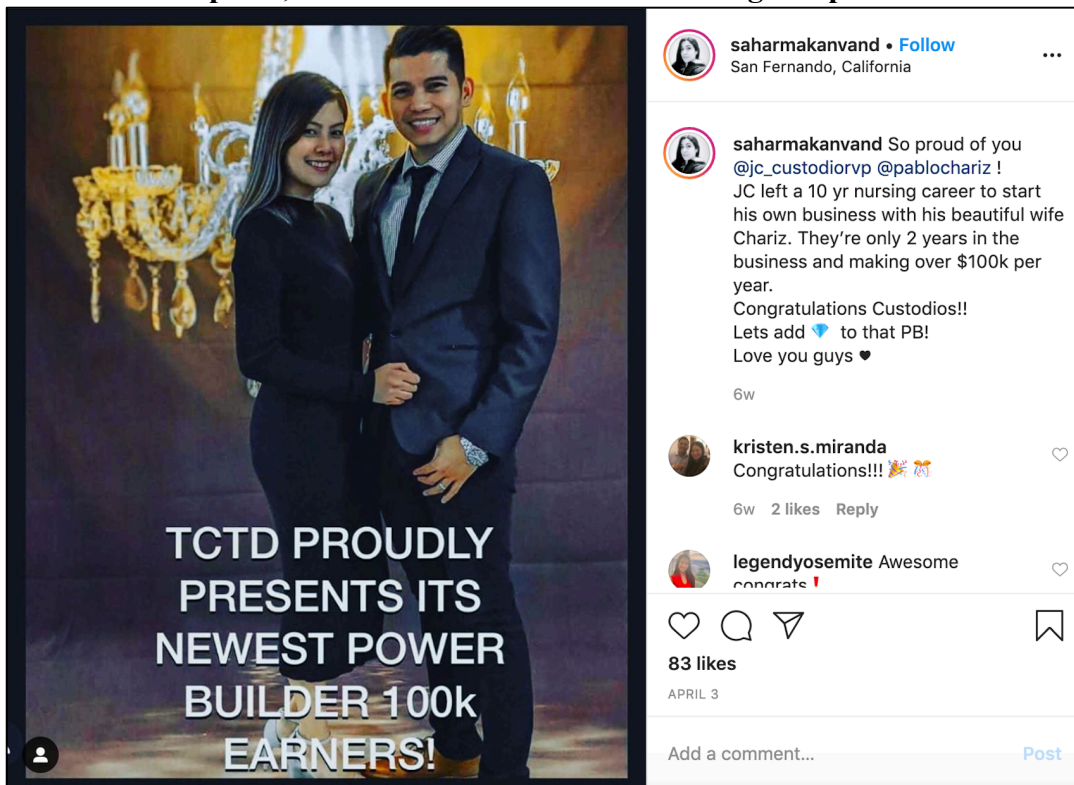 saharmakanvand • Follow
San Fernando, California
saharmakanvand So proud of you
@jc_custodiorvp @pablochariz !
JC left a 10 yr nursing career to start
his own business with his beautiful wife
Chariz. They're only 2 years in the
business and making over $100k per
year.
Congratulations Custodios!!
Lets add 💎 to that PB!
Love you guys ♥
6w
kristen.s.miranda
Congratulations!!! 🎉 🎊
6w 2 likes Reply
legendyosemite Awesome
congrats❗
83 likes
APRIL 3
Add a comment... Post
TCTD PROUDLY
PRESENTS ITS
NEWEST POWER
BUILDER 100k
EARNERS!